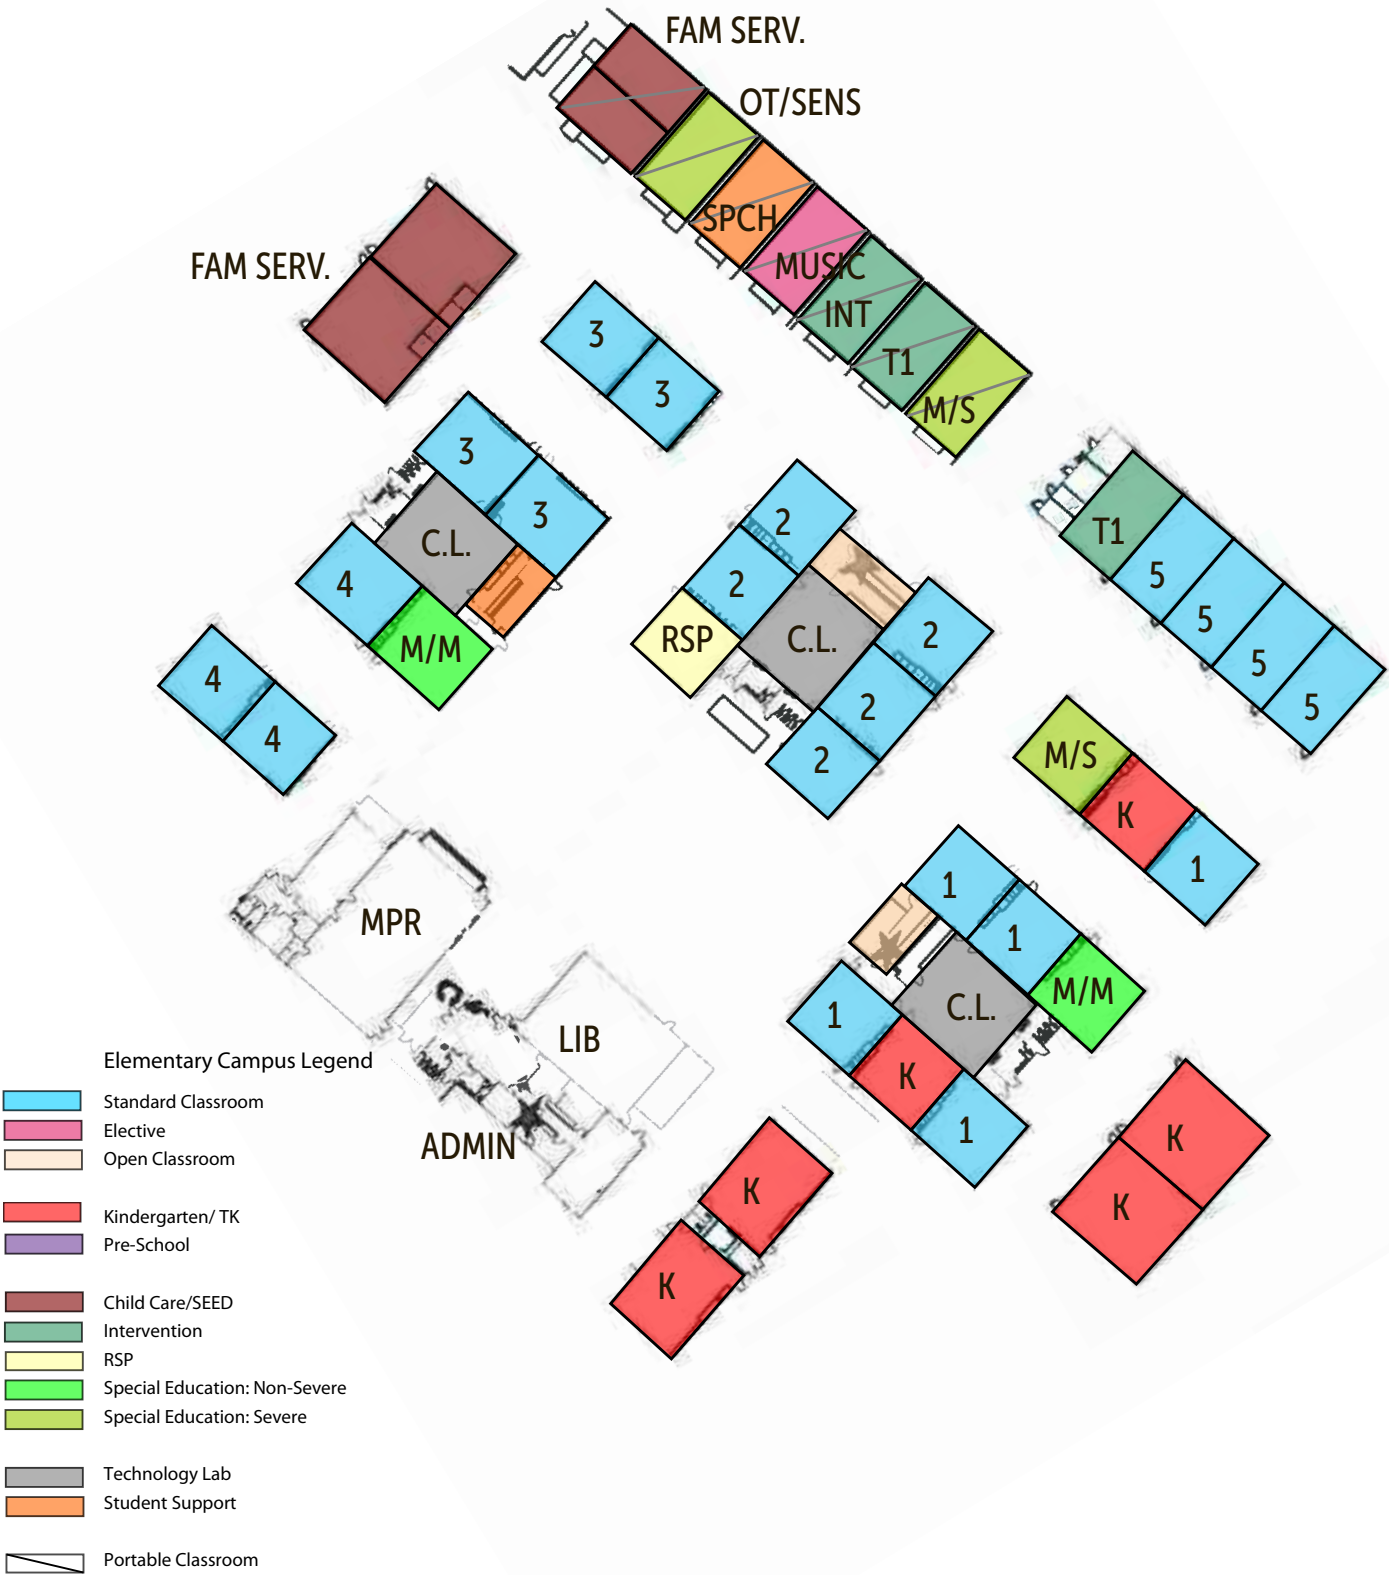 FAM SERV.
OT/SENS
SPCH
FAM SERV.
MUSIC
INT
3
T1
3
M/S
3
3
2
T1
C.L.
5
4
2
5
2
M/M
RSP
C.L.
5
4
2
5
4
2
M/S
K
1
1
MPR
1
M/M
C.L.
1
LIB
K
1
ADMIN
K
K
K
K
Elementary Campus Legend
Standard Classroom
Elective
Open Classroom
Kindergarten/ TK
Pre-School
Child Care/SEED
Intervention
RSP
Special Education: Non-Severe
Special Education: Severe
Technology Lab
Student Support
Portable Classroom